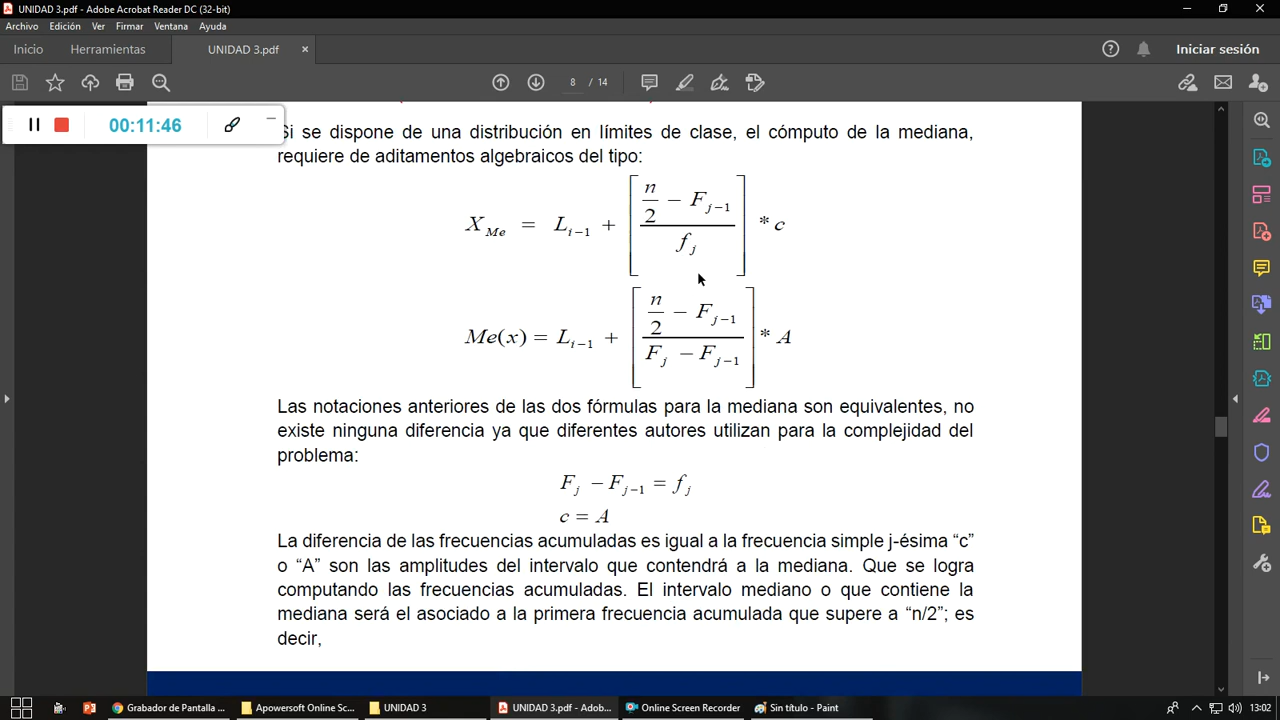 UNIDAD 3.pdf - Adobe Acrobat Reader DC (32-bit)
Archivo Edición Ver Firmar Ventana Ayuda
Inicio Herramientas UNIDAD 3.pdf × Iniciar sesión
8 / 14
00:11:46
Si se dispone de una distribución en límites de clase, el cómputo de la mediana,
requiere de aditamentos algebraicos del tipo:
X_{Me} = L_{i-1} + [ (n/2 - F_{j-1}) / f_j ] * c
Me(x) = L_{i-1} + [ (n/2 - F_{j-1}) / (F_j - F_{j-1}) ] * A
Las notaciones anteriores de las dos fórmulas para la mediana son equivalentes, no
existe ninguna diferencia ya que diferentes autores utilizan para la complejidad del
problema:
F_j - F_{j-1} = f_j
c = A
La diferencia de las frecuencias acumuladas es igual a la frecuencia simple j-ésima “c”
o “A” son las amplitudes del intervalo que contendrá a la mediana. Que se logra
computando las frecuencias acumuladas. El intervalo mediano o que contiene la
mediana será el asociado a la primera frecuencia acumulada que supere a “n/2”; es
decir,
Grabador de Pantalla ... Apowersoft Online Sc... UNIDAD 3 UNIDAD 3.pdf - Adob... Online Screen Recorder Sin título - Paint 13:02